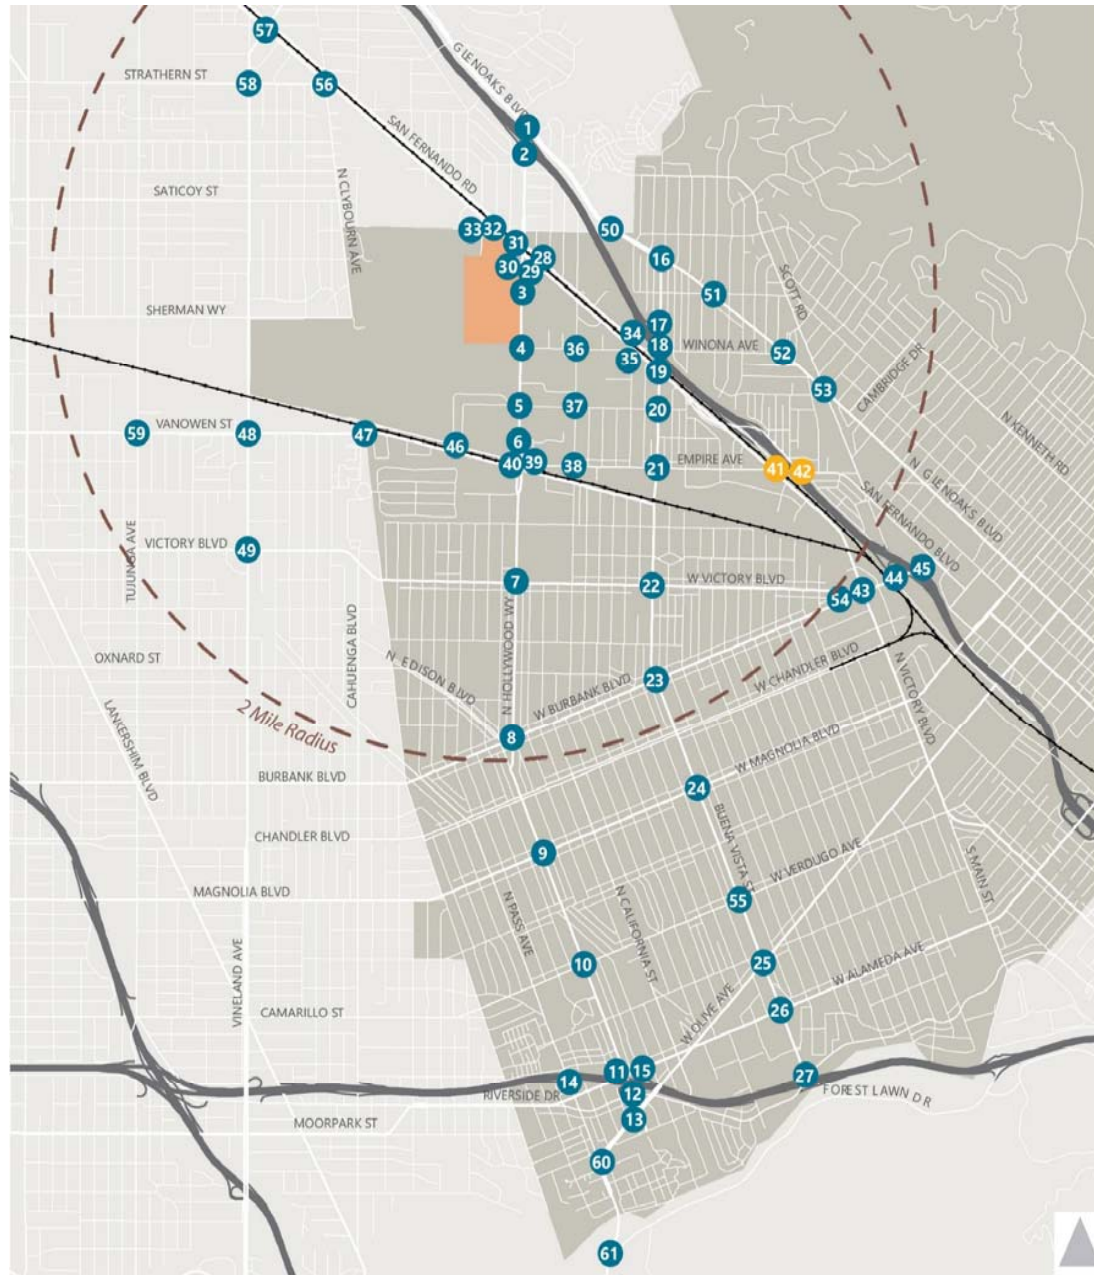 57
GLENOAKS BLVD
STRATHERN ST
58
56
1
SAN FERNANDO RD
2
SATICOY ST
N CLYBOURN AVE
33
32
50
31
16
28
30
29
SCOTT RD
3
51
SHERMAN WY
17
34
4
36
18
WINONA AVE
52
35
19
CAMBRIDGE DR
53
5
37
20
N KENNETH RD
VANOWEN ST
59
48
47
46
6
40
39
38
21
EMPIRE AVE
41
42
N GLENOAKS BLVD
SAN FERNANDO BLVD
TUJUNGA AVE
VICTORY BLVD
49
7
22
W VICTORY BLVD
54
43
44
45
CAHUENGA BLVD
N HOLLYWOOD WY
OXNARD ST
N EDISON BLVD
23
W CHANDLER BLVD
N VICTORY BLVD
W BURBANK BLVD
LANKERSHIM BLVD
2 Mile Radius
8
W MAGNOLIA BLVD
BURBANK BLVD
24
CHANDLER BLVD
BUENA VISTA ST
9
W VERDUGO AVE
S MAIN ST
MAGNOLIA BLVD
55
N PASS AVE
N CALIFORNIA ST
VINELAND AVE
10
25
W ALAMEDA AVE
CAMARILLO ST
26
W OLIVE AVE
11
15
14
27
RIVERSIDE DR
12
FOREST LAWN DR
MOORPARK ST
13
60
61